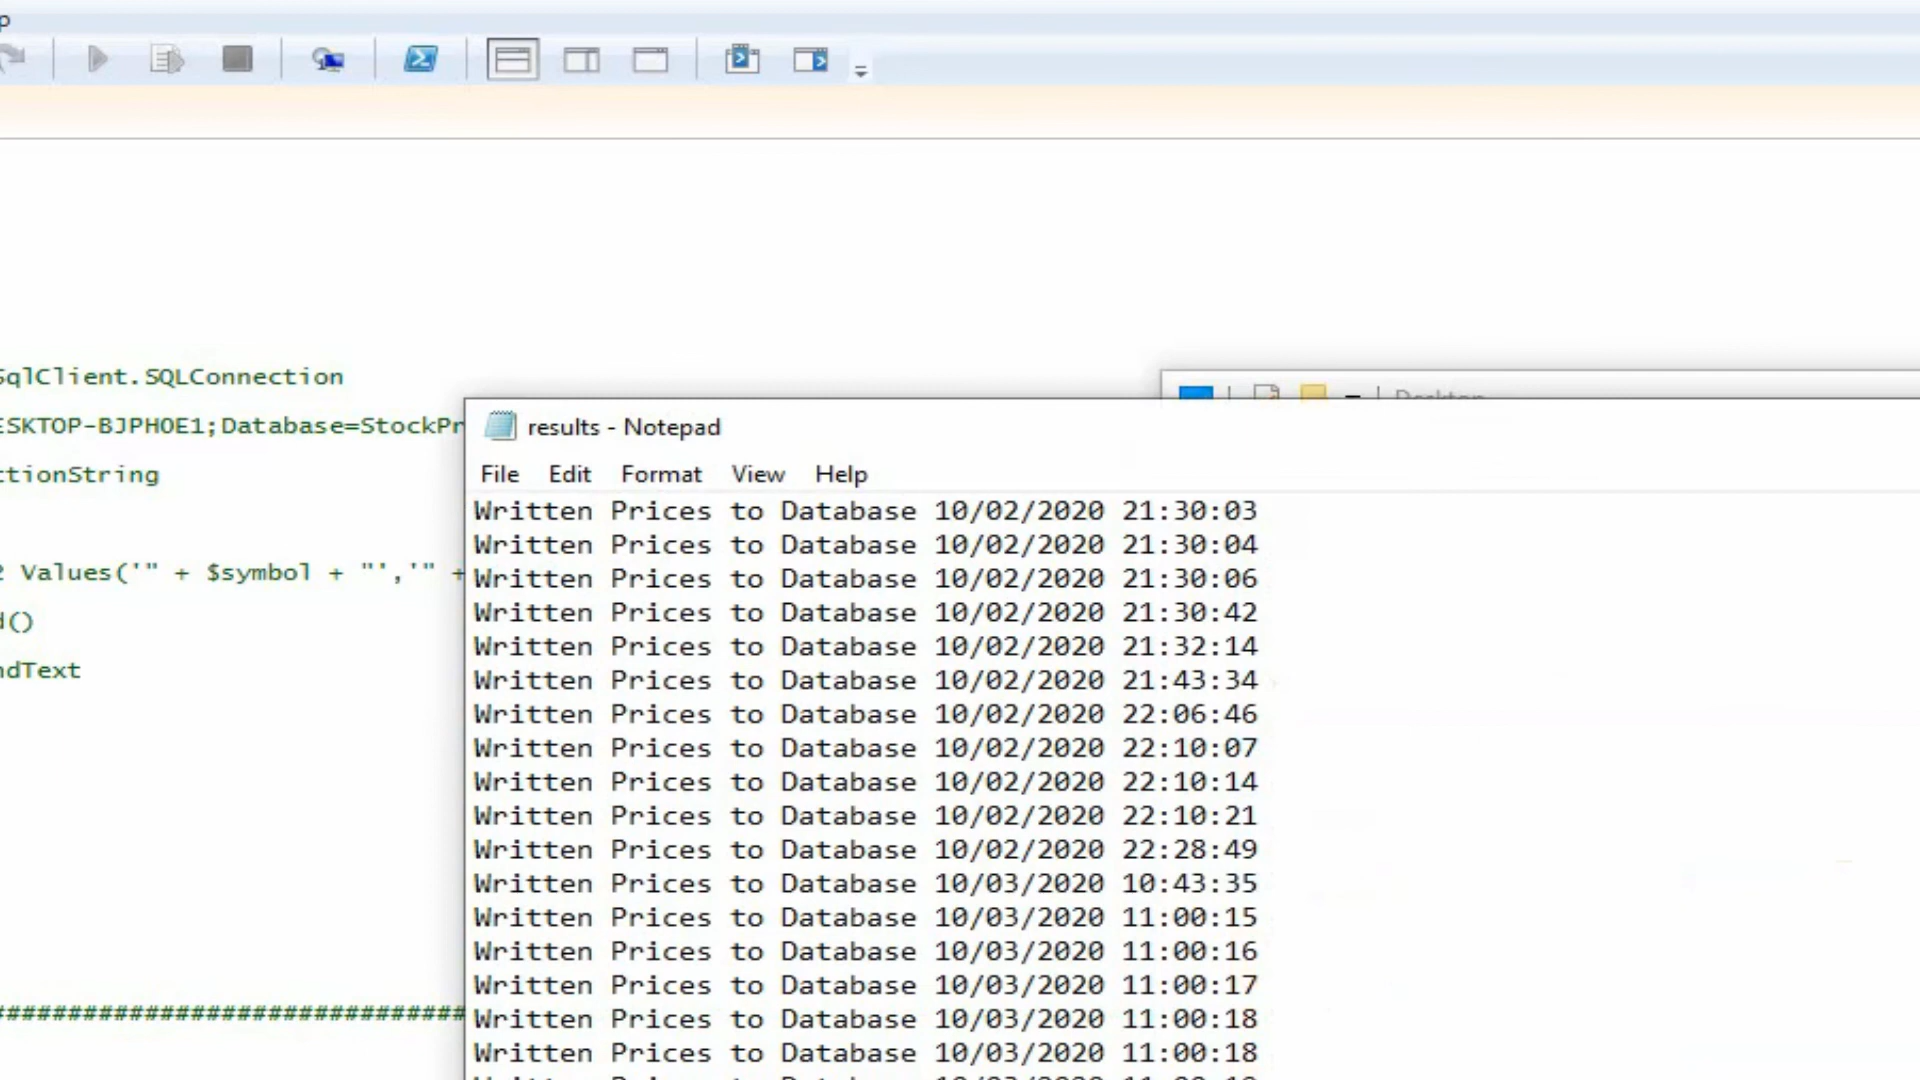 p
SqlClient.SQLConnection
ESKTOP-BJPHOE1;Database=StockPr
ctionString
2 Values('" + $symbol + "','" +
d()
ndText
######################################
Desktop
results - Notepad
File Edit Format View Help
Written Prices to Database 10/02/2020 21:30:03
Written Prices to Database 10/02/2020 21:30:04
Written Prices to Database 10/02/2020 21:30:06
Written Prices to Database 10/02/2020 21:30:42
Written Prices to Database 10/02/2020 21:32:14
Written Prices to Database 10/02/2020 21:43:34
Written Prices to Database 10/02/2020 22:06:46
Written Prices to Database 10/02/2020 22:10:07
Written Prices to Database 10/02/2020 22:10:14
Written Prices to Database 10/02/2020 22:10:21
Written Prices to Database 10/02/2020 22:28:49
Written Prices to Database 10/03/2020 10:43:35
Written Prices to Database 10/03/2020 11:00:15
Written Prices to Database 10/03/2020 11:00:16
Written Prices to Database 10/03/2020 11:00:17
Written Prices to Database 10/03/2020 11:00:18
Written Prices to Database 10/03/2020 11:00:18